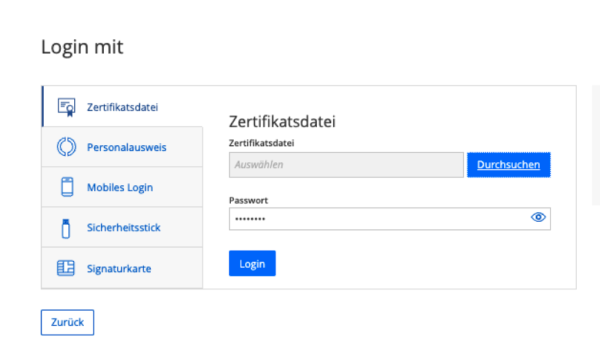 Login mit
Zertifikatsdatei
Personalausweis
Mobiles Login
Sicherheitsstick
Signaturkarte
Zertifikatsdatei
Zertifikatsdatei
Auswählen
Durchsuchen
Passwort
••••••••
Login
Zurück